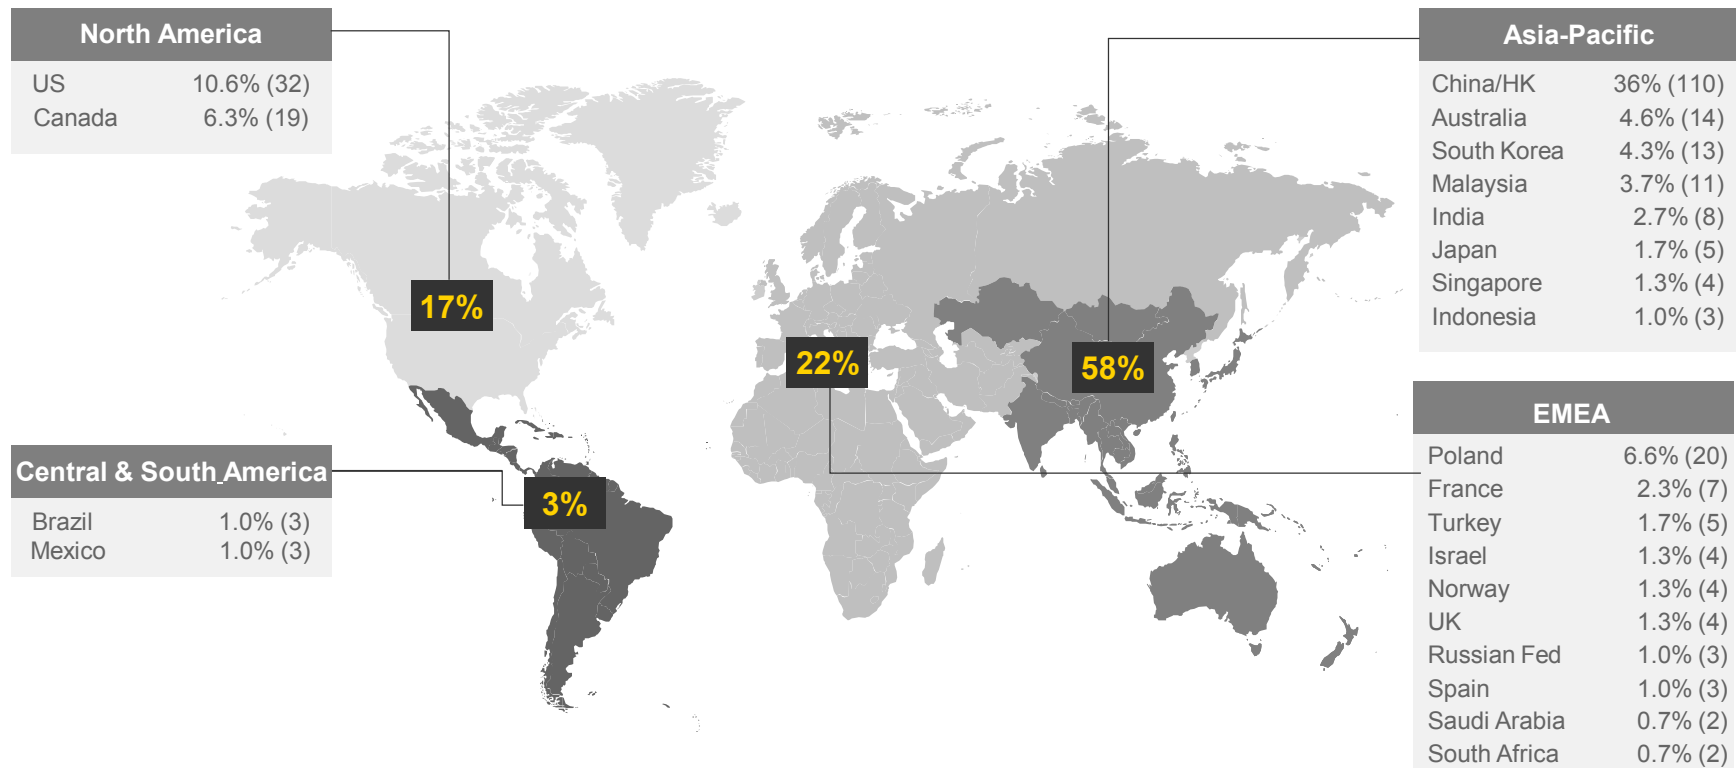 North America
US 10.6% (32)
Canada 6.3% (19)
17%
Central & South America
Brazil 1.0% (3)
Mexico 1.0% (3)
3%
22%
58%
Asia-Pacific
China/HK 36% (110)
Australia 4.6% (14)
South Korea 4.3% (13)
Malaysia 3.7% (11)
India 2.7% (8)
Japan 1.7% (5)
Singapore 1.3% (4)
Indonesia 1.0% (3)
EMEA
Poland 6.6% (20)
France 2.3% (7)
Turkey 1.7% (5)
Israel 1.3% (4)
Norway 1.3% (4)
UK 1.3% (4)
Russian Fed 1.0% (3)
Spain 1.0% (3)
Saudi Arabia 0.7% (2)
South Africa 0.7% (2)